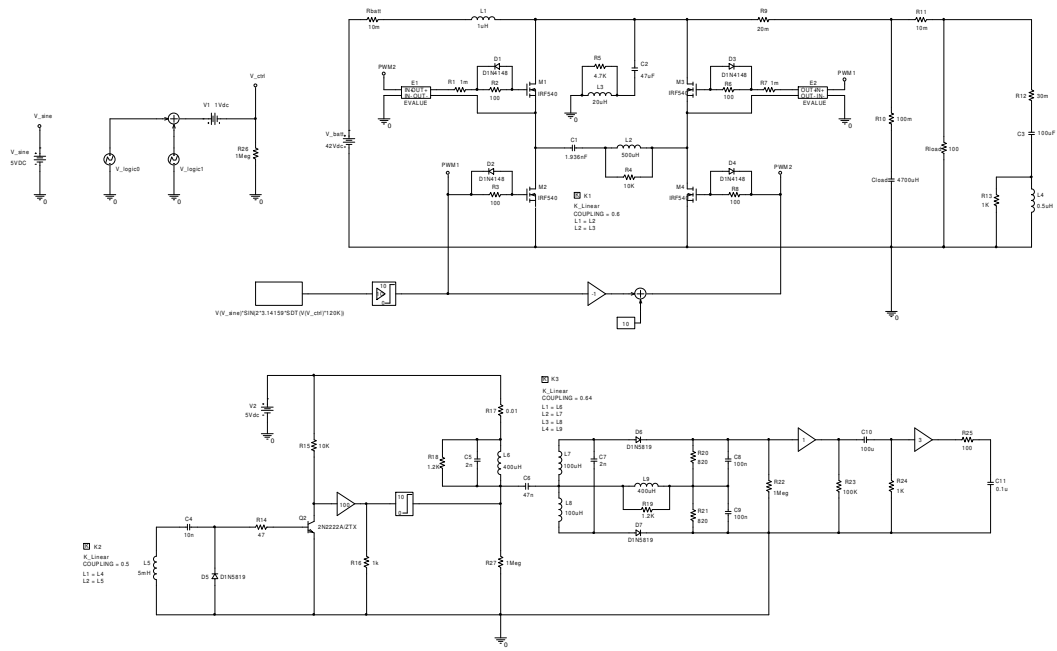 Rbatt
10m
L1
1uH
R9
20m
R11
10m
PWM2
E1
IN+OUT+
IN-OUT-
EVALUE
R1 1m
D1
D1N4148
R2
100
M1
IRF540
R5
4.7K
L3
20uH
C2
47uF
0
M3
IRF540
D3
D1N4148
R6
100
R7 1m
E2
OUT+IN+
OUT-IN-
EVALUE
PWM1
0
0
V_ctrl
V1 1Vdc
V_sine
V_sine
5VDC
0
V_logic0
0
V_logic1
0
R26
1Meg
0
V_batt
42Vdc
R12
30m
R10
100m
C3
100uF
Rload
100
Cload
4700uH
R13
1K
L4
0.5uH
C1
1.936nF
L2
500uH
R4
10K
PWM1
D2
D1N4148
R3
100
M2
IRF540
K K1
K_Linear
COUPLING = 0.6
L1 = L2
L2 = L3
M4
IRF540
D4
D1N4148
R8
100
PWM2
V(V_sine)*SIN(2*3.14159*SDT(V(V_ctrl)*120K))
10
0
-1
10
0
V2
5Vdc
0
R15
10K
R17
0.01
K K3
K_Linear
COUPLING = 0.64
L1 = L6
L2 = L7
L3 = L8
L4 = L9
R18
1.2K
C5
2n
L6
400uH
C6
47n
L7
100uH
L8
100uH
C7
2n
D6
D1N5819
L9
400uH
R19
1.2K
D7
D1N5819
R20
820
R21
820
C8
100n
C9
100n
R22
1Meg
1
C10
100u
R23
100K
R24
1K
3
R25
100
C11
0.1u
100
10
0
Q2
2N2222A/ZTX
C4
10n
R14
47
R16
1k
R27
1Meg
K K2
K_Linear
COUPLING = 0.5
L1 = L4
L2 = L5
L5
5mH
D5
D1N5819
0